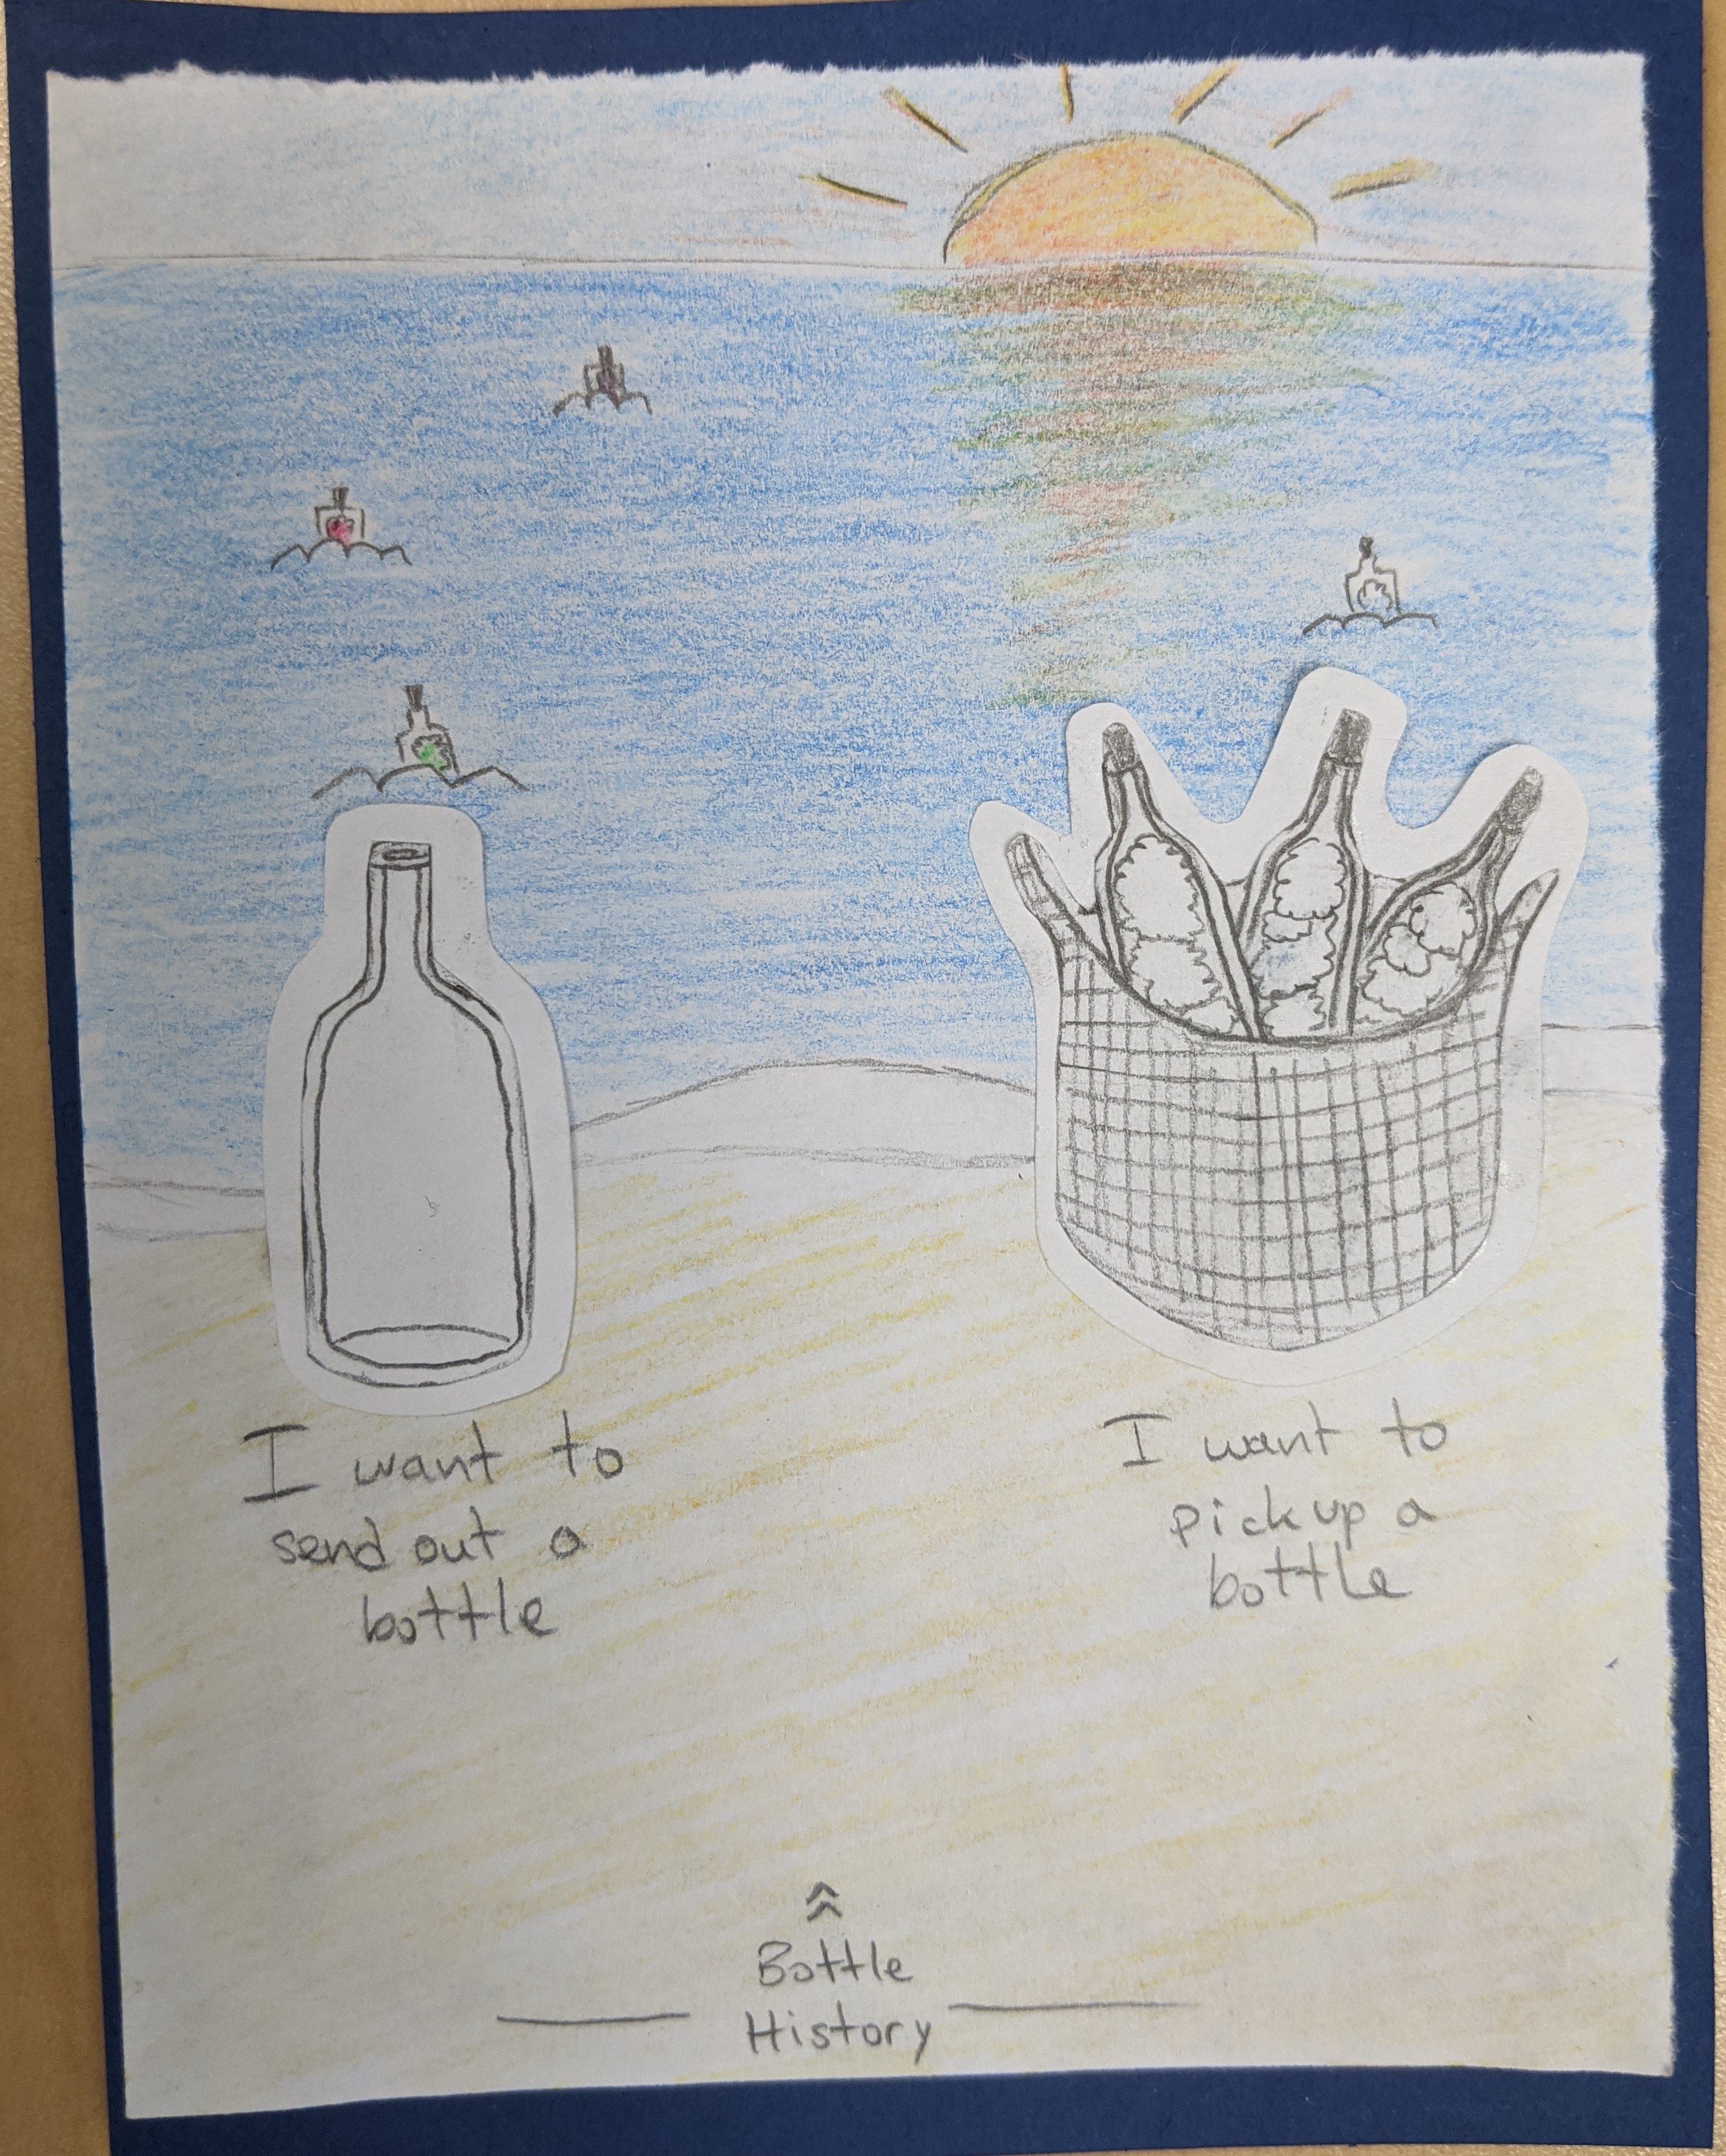 I want to
send out a
bottle
I want to
pick up a
bottle
Bottle
History